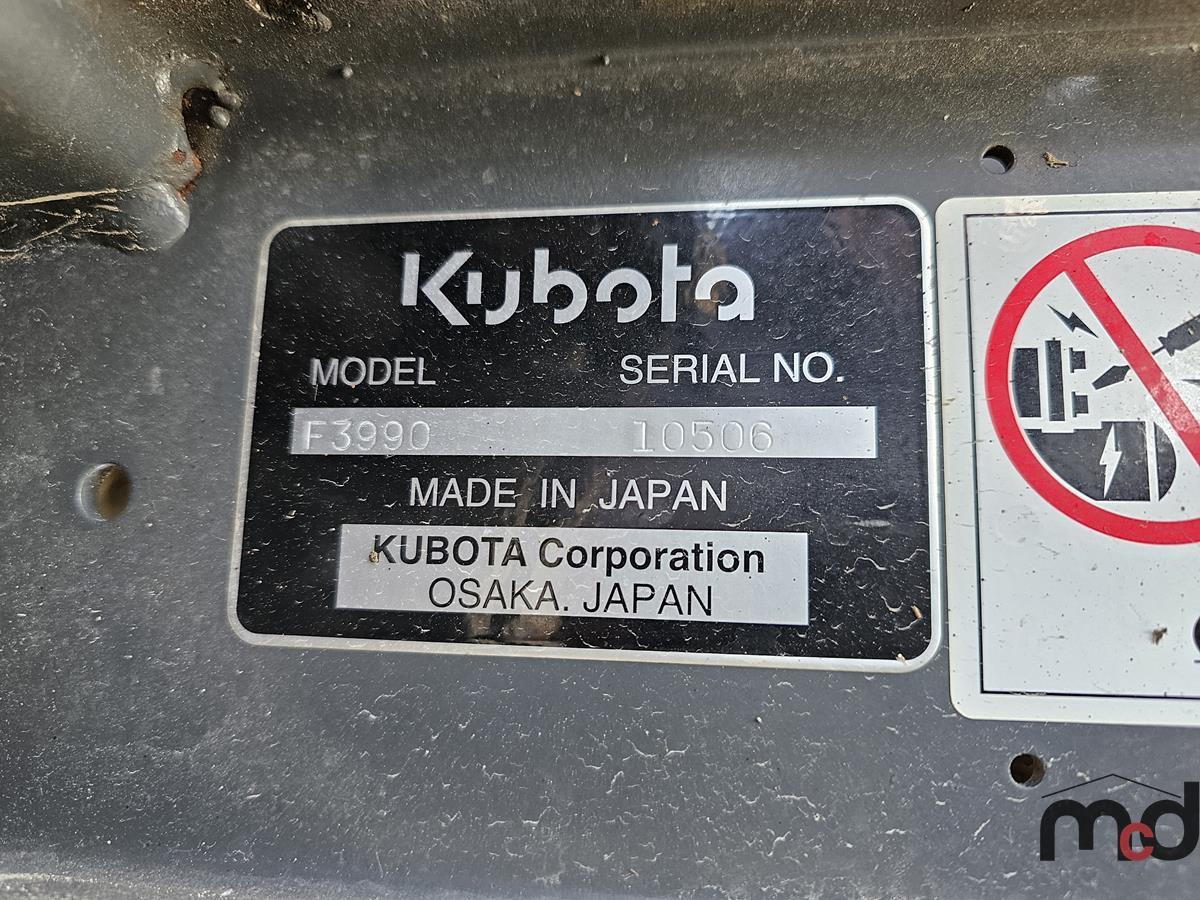 Kubota
MODEL SERIAL NO.
F3990 10506
MADE IN JAPAN
KUBOTA Corporation
OSAKA. JAPAN
mcd